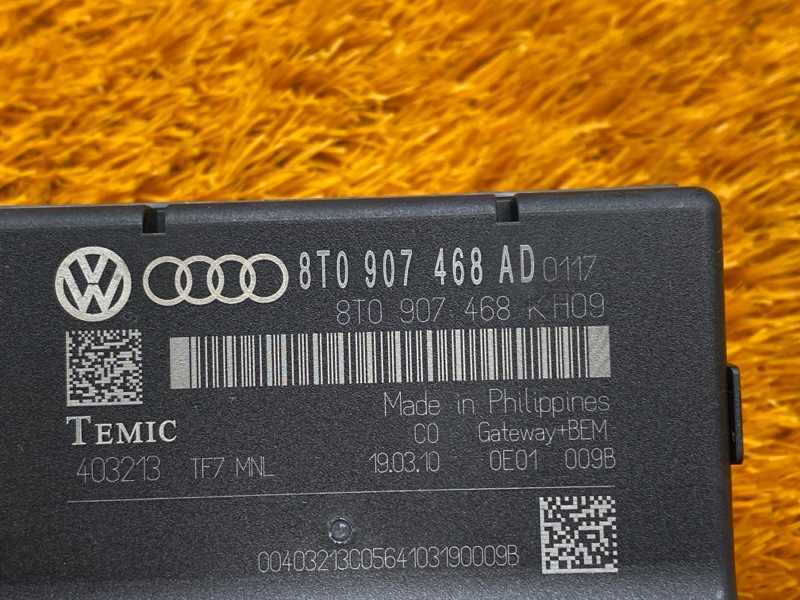 8T0 907 468 AD 0117
8T0 907 468 K H09
TEMIC
Made in Philippines
C0 Gateway+BEM
403213 TF7 MNL 19.03.10 0E01 009B
00403213C0564103190009B